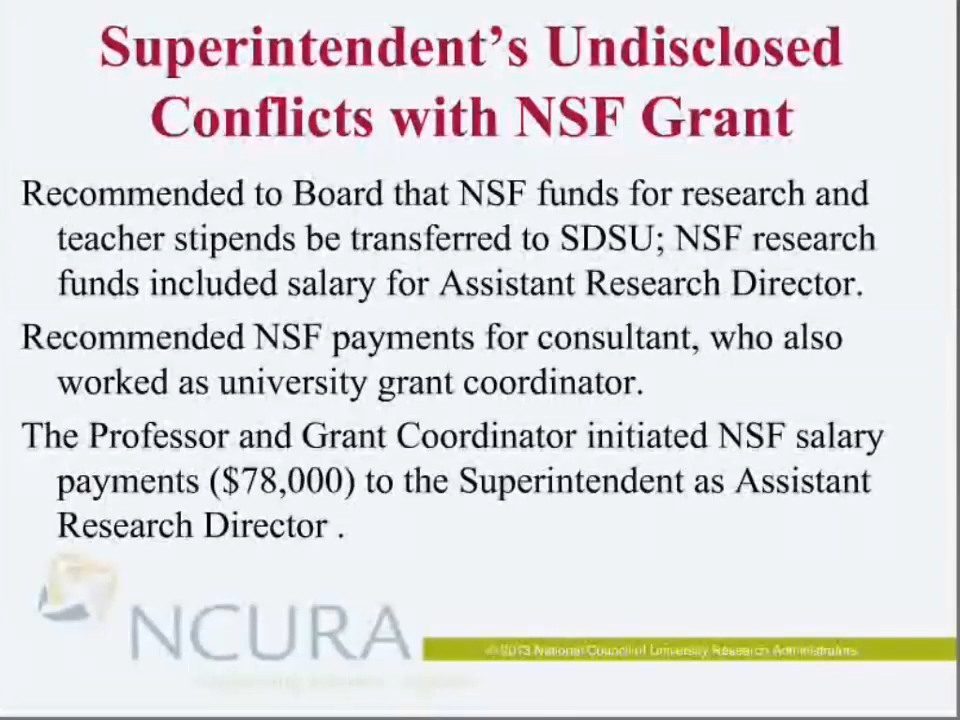 Superintendent’s Undisclosed
Conflicts with NSF Grant
Recommended to Board that NSF funds for research and
teacher stipends be transferred to SDSU; NSF research
funds included salary for Assistant Research Director.
Recommended NSF payments for consultant, who also
worked as university grant coordinator.
The Professor and Grant Coordinator initiated NSF salary
payments ($78,000) to the Superintendent as Assistant
Research Director .
NCURA
© 2013 National Council of University Research Administrators